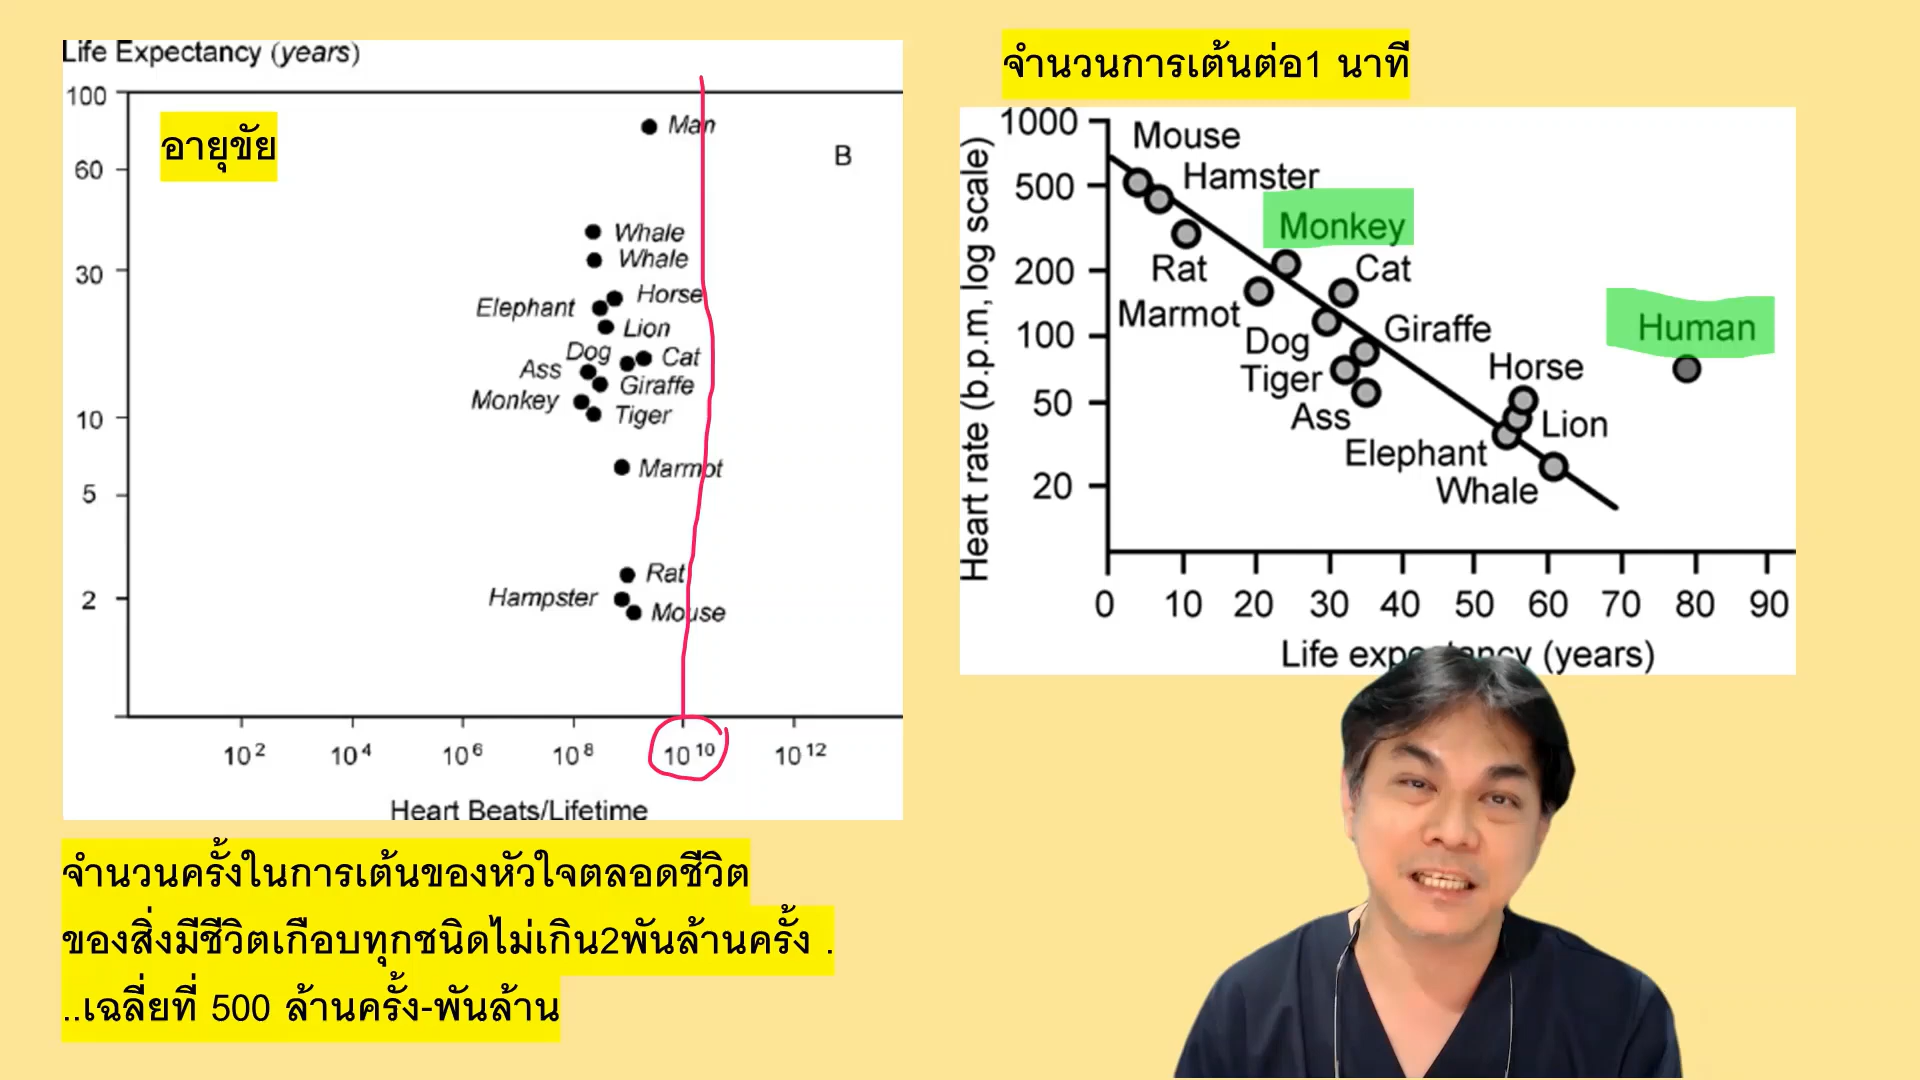 Life Expectancy (years)
100
60
30
10
5
2
อายุขัย
B
Man
Whale
Whale
Horse
Elephant
Lion
Dog
Cat
Ass
Giraffe
Monkey
Tiger
Marmot
Rat
Hampster
Mouse
10² 10⁴ 10⁶ 10⁸ 10¹⁰ 10¹²
Heart Beats/Lifetime
จำนวนครั้งในการเต้นของหัวใจตลอดชีวิต
ของสิ่งมีชีวิตเกือบทุกชนิดไม่เกิน2พันล้านครั้ง .
..เฉลี่ยที่ 500 ล้านครั้ง-พันล้าน
จำนวนการเต้นต่อ1 นาที
Heart rate (b.p.m, log scale)
1000
500
200
100
50
20
Mouse
Hamster
Monkey
Rat
Cat
Marmot
Human
Giraffe
Dog
Horse
Tiger
Ass
Lion
Elephant
Whale
0 10 20 30 40 50 60 70 80 90
Life expectancy (years)